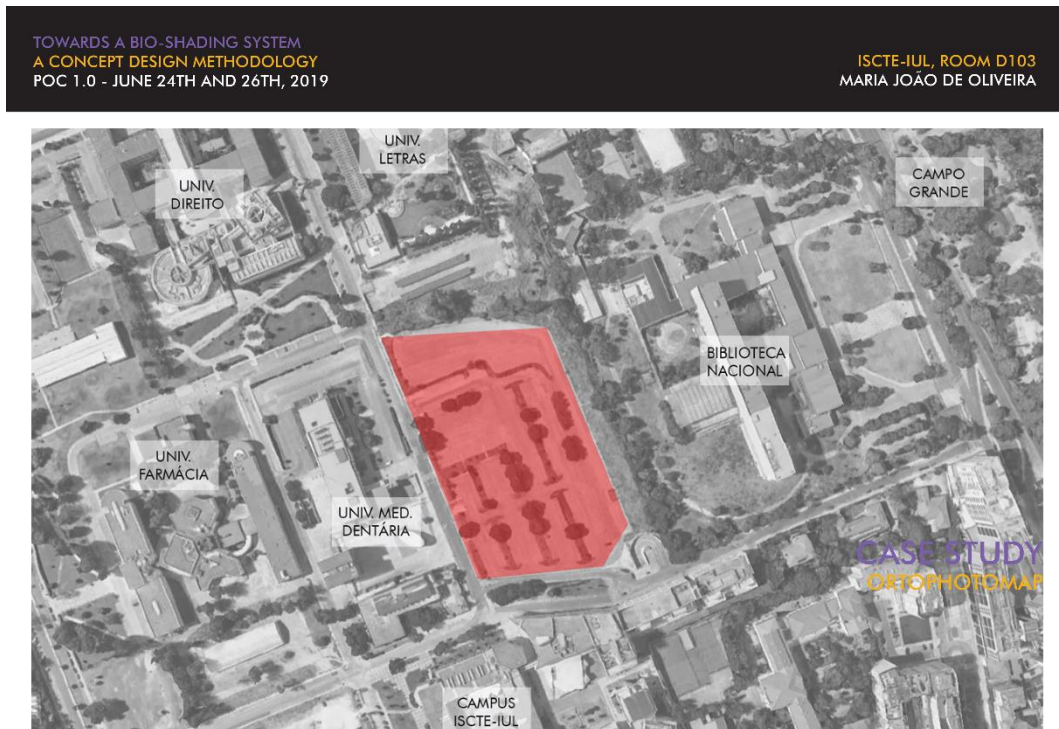 TOWARDS A BIO-SHADING SYSTEM
A CONCEPT DESIGN METHODOLOGY
POC 1.0 - JUNE 24TH AND 26TH, 2019
ISCTE-IUL, ROOM D103
MARIA JOÃO DE OLIVEIRA
UNIV.
LETRAS
UNIV.
DIREITO
CAMPO
GRANDE
BIBLIOTECA
NACIONAL
UNIV.
FARMÁCIA
UNIV. MED.
DENTÁRIA
CASE STUDY
ORTOPHOTOMAP
CAMPUS
ISCTE-IUL